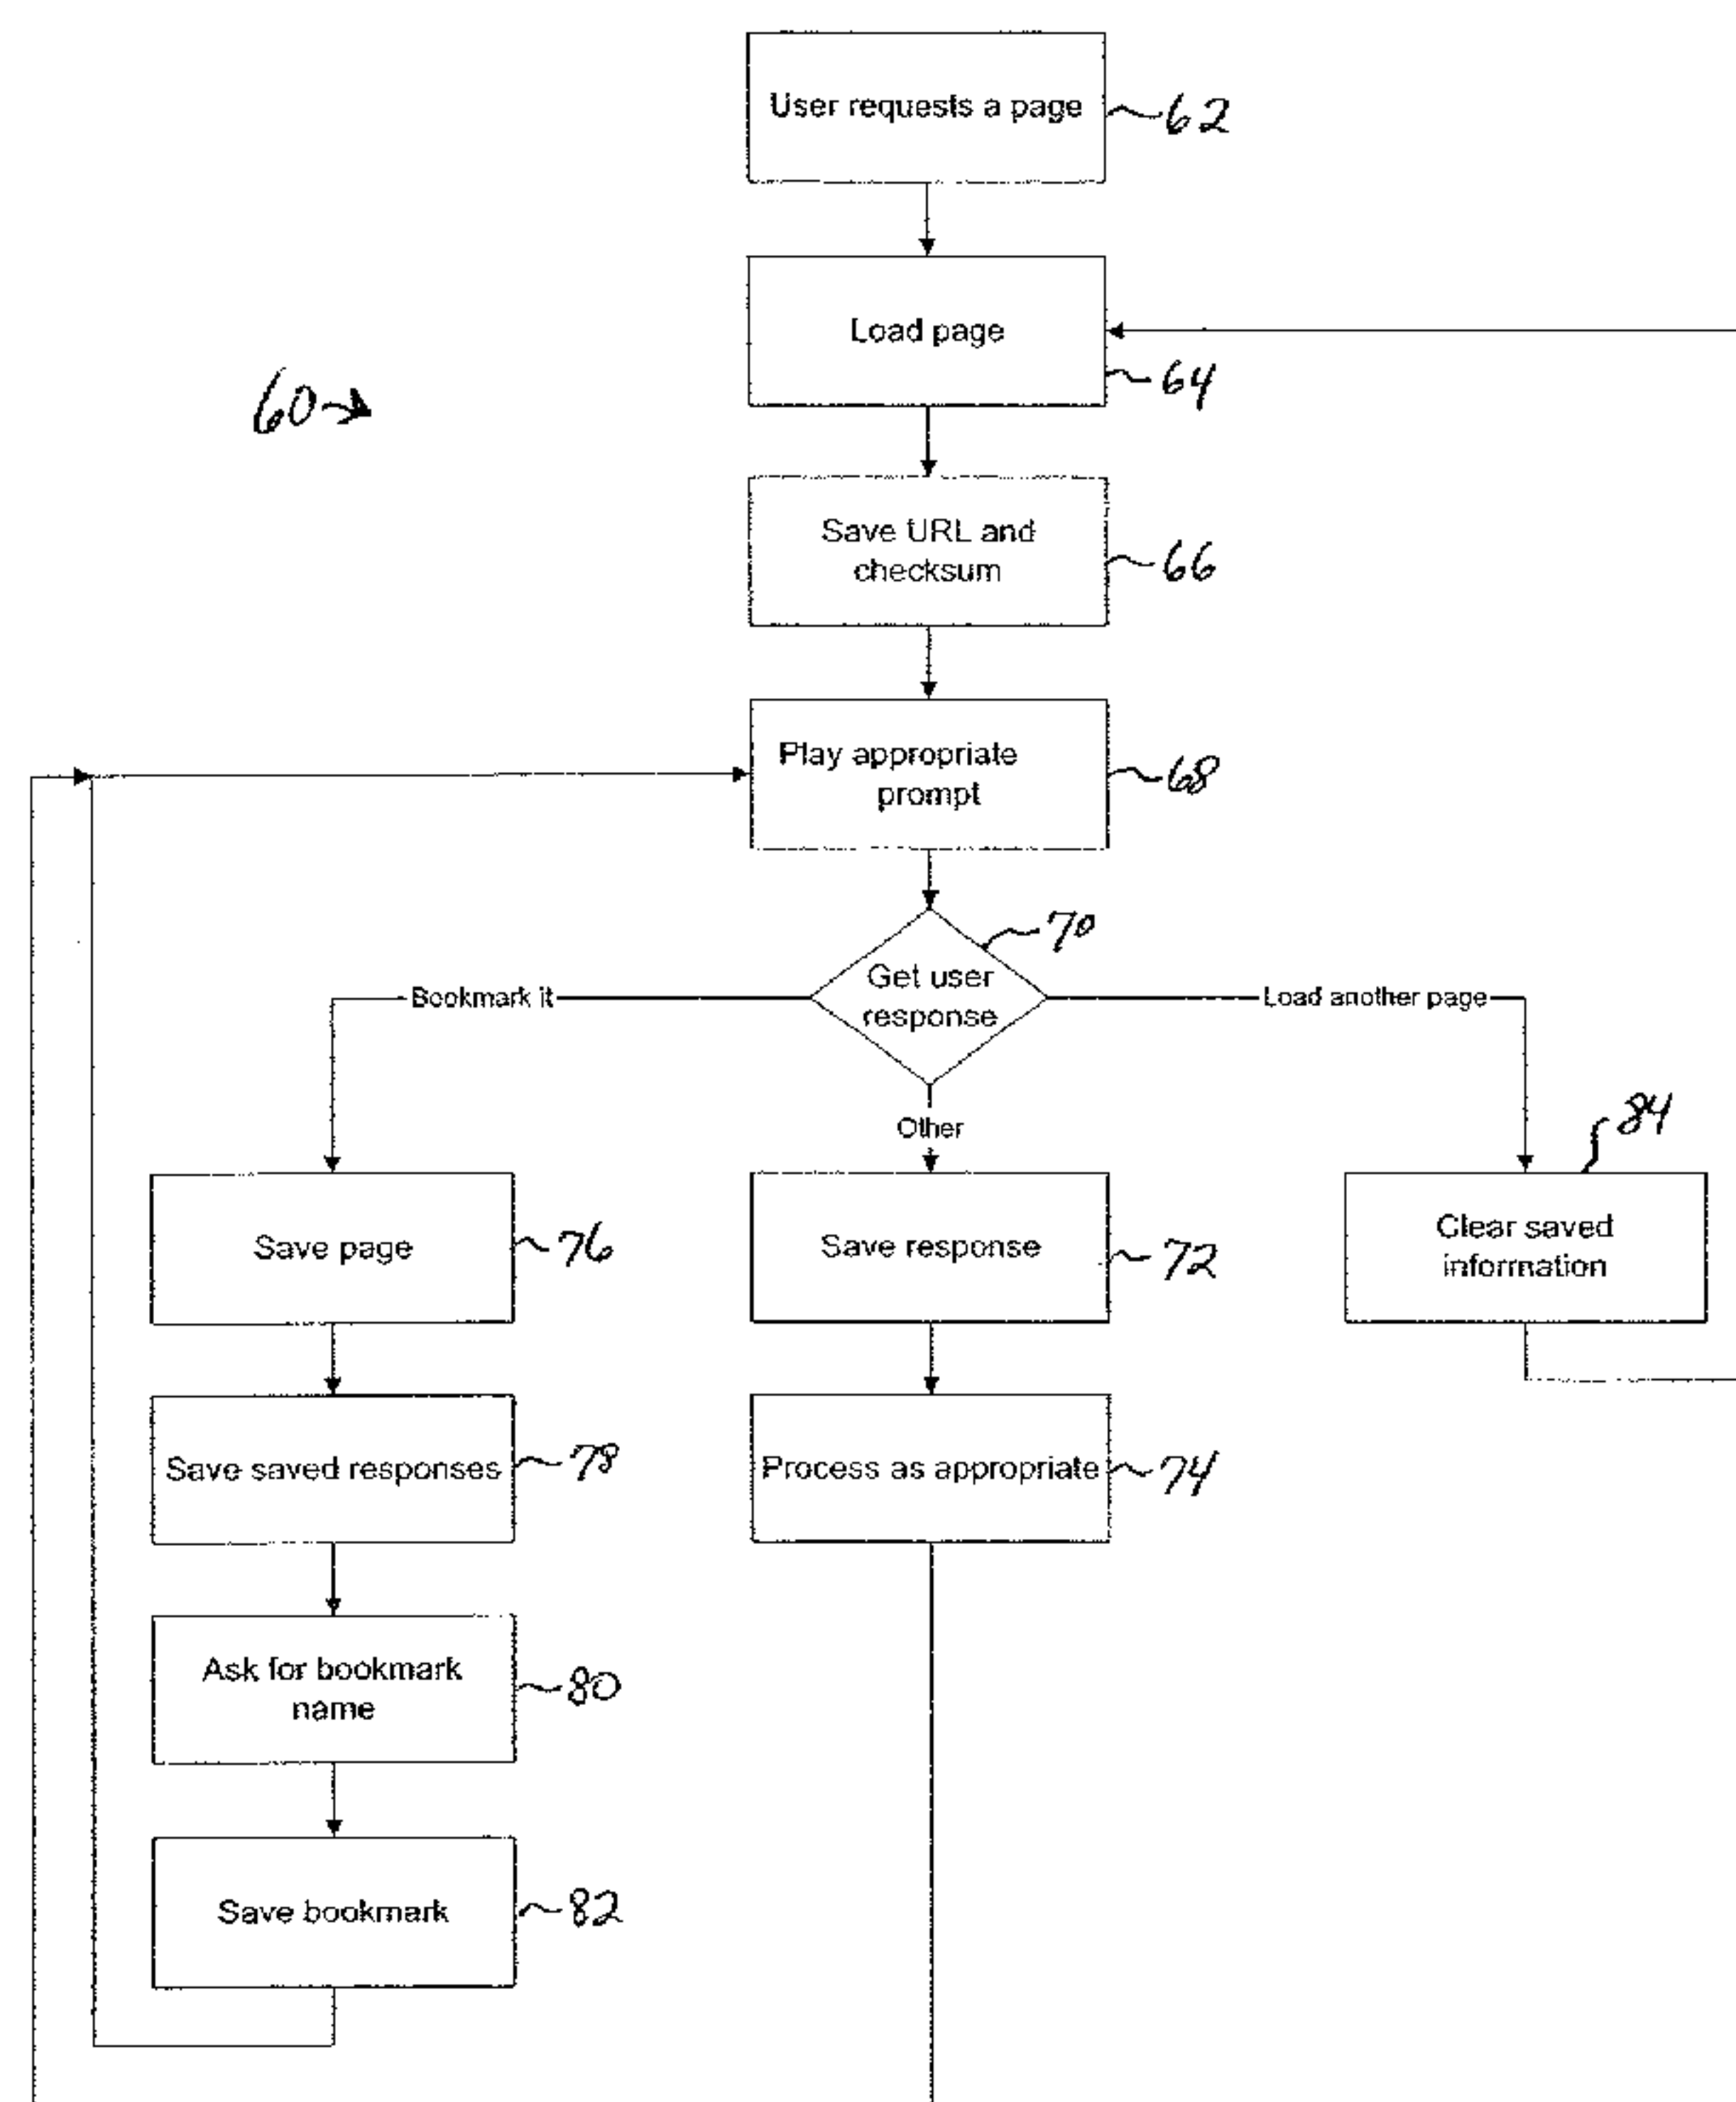 User requests a page
62
Load page
64
60
Save URL and
checksum
66
Play appropriate
prompt
68
70
Get user
response
Bookmark it
Load another page
Other
84
Save page
76
Save response
72
Clear saved
information
Save saved responses
78
Process as appropriate
74
Ask for bookmark
name
80
Save bookmark
82